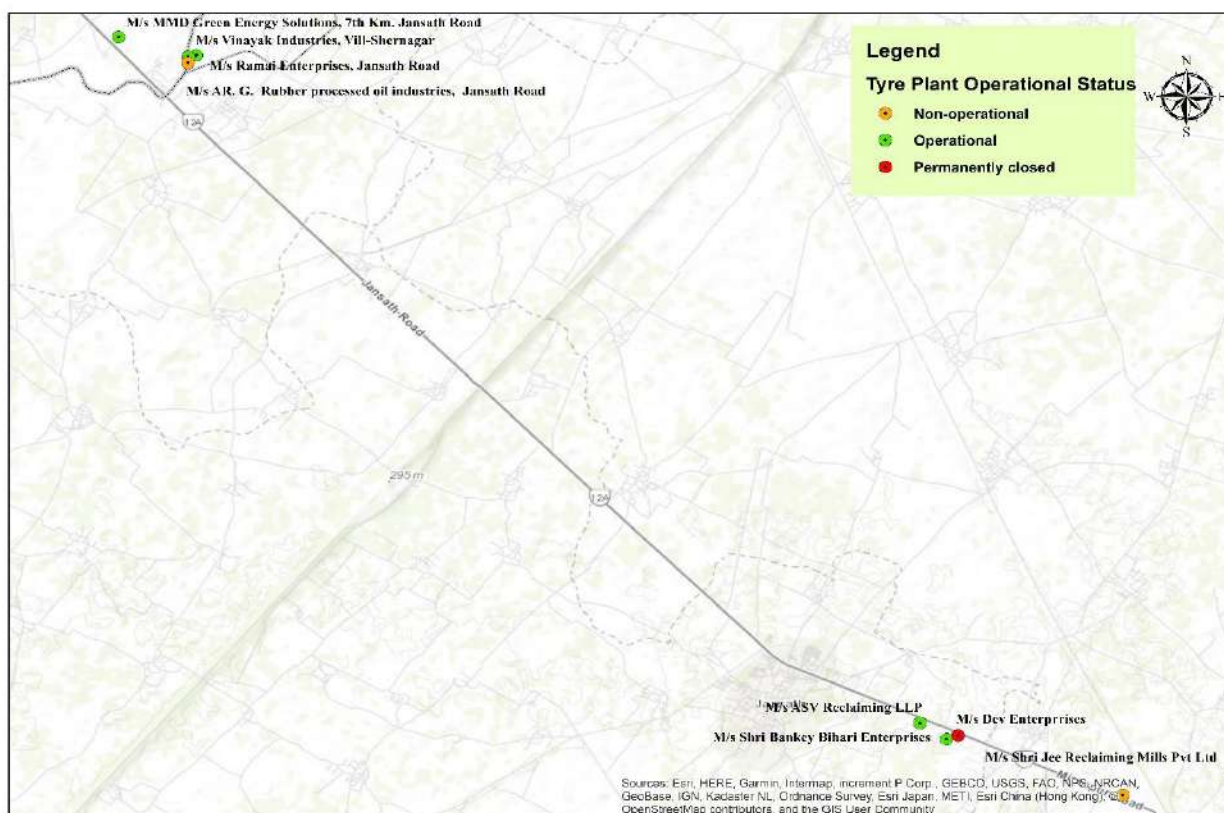 M/s MMD Green Energy Solutions, 7th Km. Jansath Road
M/s Vinayak Industries, Vill-Shernagar
M/s Ramai Enterprises, Jansath Road
M/s AR. G. Rubber processed oil industries, Jansath Road
12A
Legend
Tyre Plant Operational Status
Non-operational
Operational
Permanently closed
N
W
E
S
Jansath Road
295 m
12A
M/s ASV Reclaiming LLP
M/s Dev Enterprrises
M/s Shri Bankey Bihari Enterprises
M/s Shri Jee Reclaiming Mills Pvt Ltd
Road
Sources: Esri, HERE, Garmin, Intermap, increment P Corp., GEBCO, USGS, FAO, NPS, NRCAN,
GeoBase, IGN, Kadaster NL, Ordnance Survey, Esri Japan, METI, Esri China (Hong Kong),
OpenStreetMap contributors, and the GIS User Community